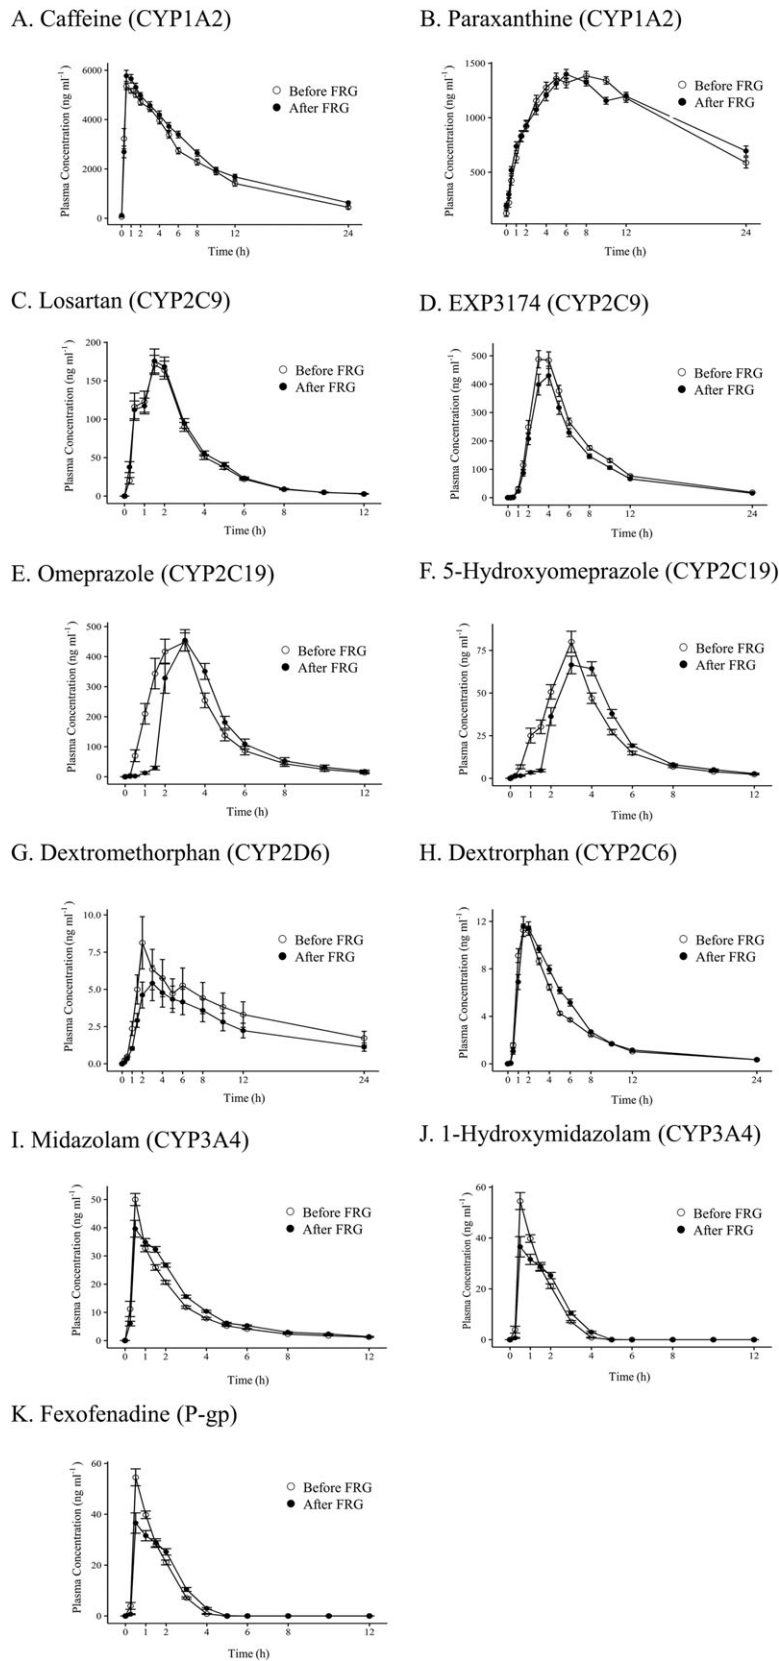 A. Caffeine (CYP1A2)
B. Paraxanthine (CYP1A2)
Plasma Concentration (ng ml⁻¹)
6000
4000
2000
0
Before FRG
After FRG
0 1 2 4 6 8 12 24
Time (h)
Plasma Concentration (ng ml⁻¹)
1500
1000
500
Before FRG
After FRG
0 1 2 4 6 8 12 24
Time (h)
C. Losartan (CYP2C9)
D. EXP3174 (CYP2C9)
Plasma Concentration (ng ml⁻¹)
200
150
100
50
0
Before FRG
After FRG
0 1 2 4 6 8 12
Time (h)
Plasma Concentration (ng ml⁻¹)
500
400
300
200
100
0
Before FRG
After FRG
0 1 2 4 6 8 12 24
Time (h)
E. Omeprazole (CYP2C19)
F. 5-Hydroxyomeprazole (CYP2C19)
Plasma Concentration (ng ml⁻¹)
500
400
300
200
100
0
Before FRG
After FRG
0 1 2 4 6 8 12
Time (h)
Plasma Concentration (ng ml⁻¹)
75
50
25
0
Before FRG
After FRG
0 1 2 4 6 8 12
Time (h)
G. Dextromethorphan (CYP2D6)
H. Dextrorphan (CYP2C6)
Plasma Concentration (ng ml⁻¹)
10.0
7.5
5.0
2.5
0.0
Before FRG
After FRG
0 1 2 4 6 8 12 24
Time (h)
Plasma Concentration (ng ml⁻¹)
12
8
4
0
Before FRG
After FRG
0 1 2 4 6 8 12 24
Time (h)
I. Midazolam (CYP3A4)
J. 1-Hydroxymidazolam (CYP3A4)
Plasma Concentration (ng ml⁻¹)
50
40
30
20
10
0
Before FRG
After FRG
0 1 2 4 6 8 12
Time (h)
Plasma Concentration (ng ml⁻¹)
60
40
20
0
Before FRG
After FRG
0 1 2 4 6 8 12
Time (h)
K. Fexofenadine (P-gp)
Plasma Concentration (ng ml⁻¹)
60
40
20
0
Before FRG
After FRG
0 1 2 4 6 8 12
Time (h)